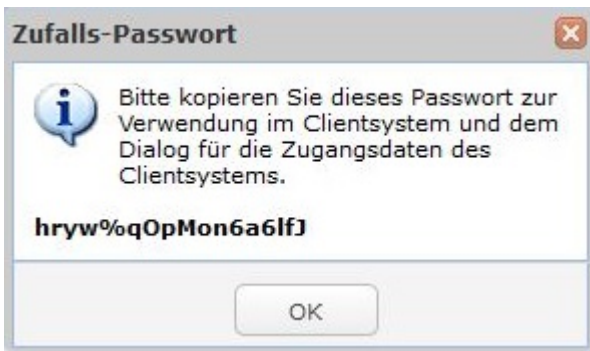 Zufalls-Passwort
Bitte kopieren Sie dieses Passwort zur
Verwendung im Clientsystem und dem
Dialog für die Zugangsdaten des
Clientsystems.
hryw%qOpMon6a6lfJ
OK